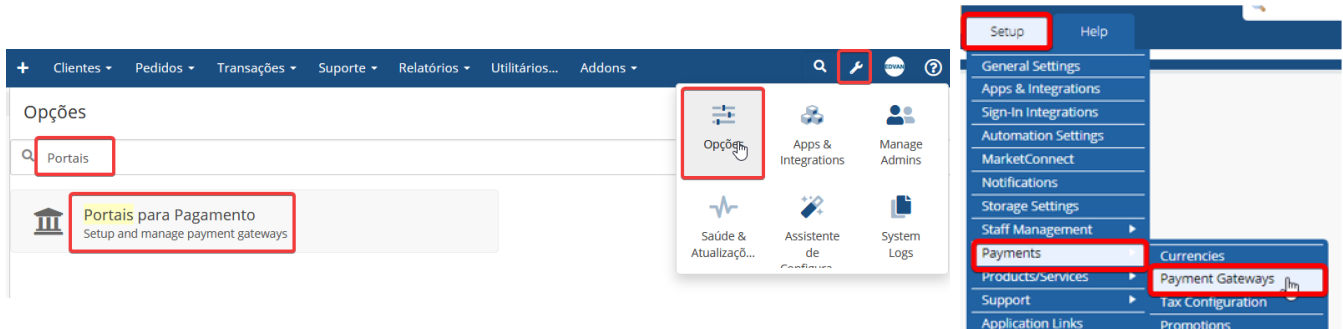 + Clientes Pedidos Transações Suporte Relatórios Utilitários... Addons EDVAN
Opções
Portais
Portais para Pagamento
Setup and manage payment gateways
Opções
Apps &
Integrations
Manage
Admins
Saúde &
Atualizaçõ...
Assistente
de
Configura...
System
Logs
Setup Help
General Settings
Apps & Integrations
Sign-In Integrations
Automation Settings
MarketConnect
Notifications
Storage Settings
Staff Management
Payments
Products/Services
Support
Application Links
Currencies
Payment Gateways
Tax Configuration
Promotions